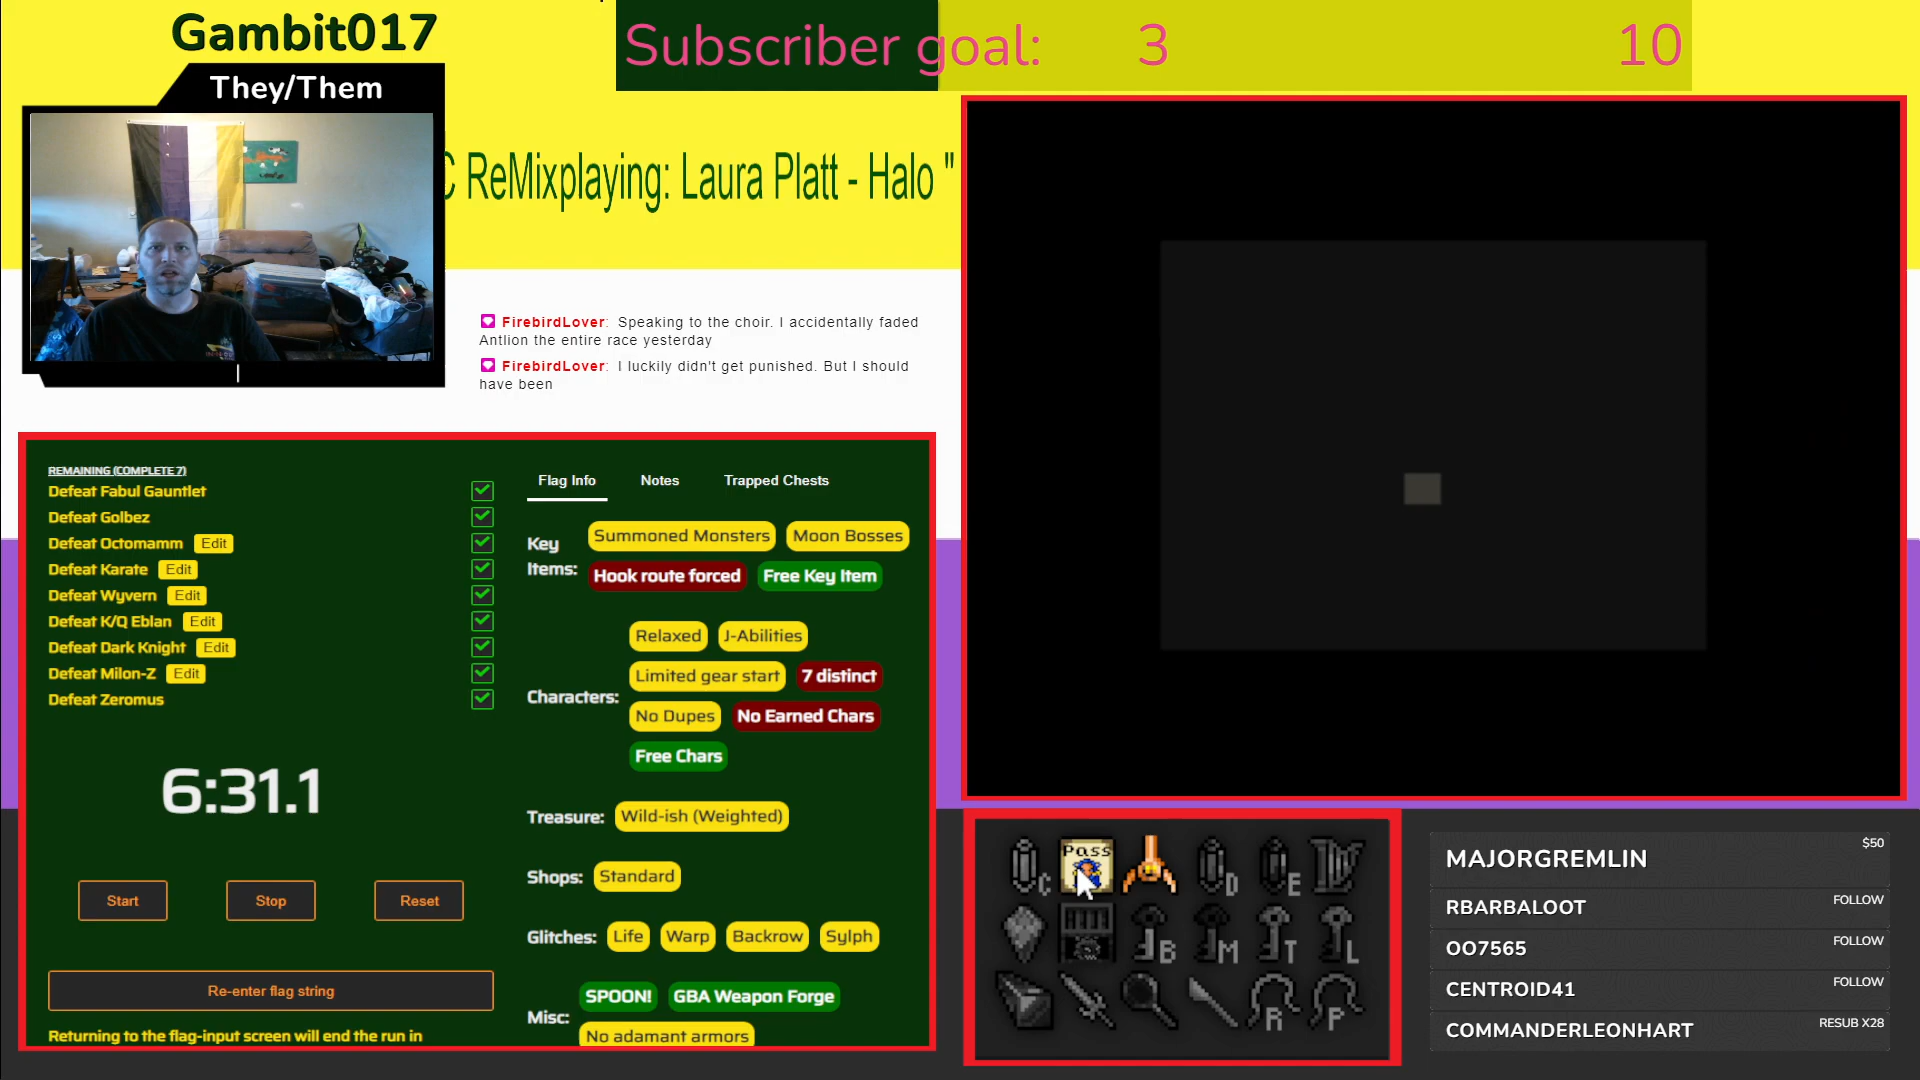 Gambit017
They/Them
Subscriber goal: 3 10
C ReMixplaying: Laura Platt - Halo "
FirebirdLover: Speaking to the choir. I accidentally faded
Antlion the entire race yesterday
FirebirdLover: I luckily didn't get punished. But I should
have been
REMAINING (COMPLETE 7)
Defeat Fabul Gauntlet
Defeat Golbez
Defeat Octomamm Edit
Defeat Karate Edit
Defeat Wyvern Edit
Defeat K/Q Eblan Edit
Defeat Dark Knight Edit
Defeat Milon-Z Edit
Defeat Zeromus
6:31.1
Start Stop Reset
Re-enter flag string
Returning to the flag-input screen will end the run in
Flag Info Notes Trapped Chests
Key Items: Summoned Monsters Moon Bosses
Hook route forced Free Key Item
Characters: Relaxed J-Abilities
Limited gear start 7 distinct
No Dupes No Earned Chars
Free Chars
Treasure: Wild-ish (Weighted)
Shops: Standard
Glitches: Life Warp Backrow Sylph
Misc: SPOON! GBA Weapon Forge
No adamant armors
C Pass D E
B M T L
R P
MAJORGREMLIN $50
RBARBALOOT FOLLOW
OO7565 FOLLOW
CENTROID41 FOLLOW
COMMANDERLEONHART RESUB X28